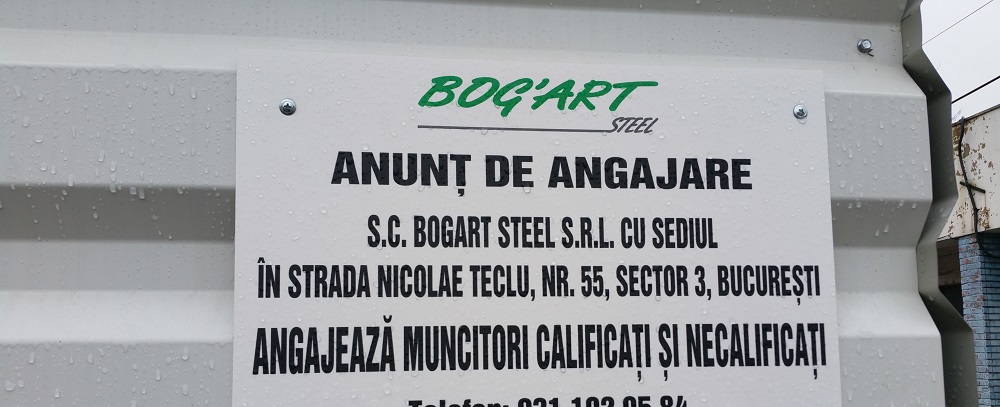 BOG'ART
STEEL
ANUNȚ DE ANGAJARE
S.C. BOGART STEEL S.R.L. CU SEDIUL
ÎN STRADA NICOLAE TECLU, NR. 55, SECTOR 3, BUCUREȘTI
ANGAJEAZĂ MUNCITORI CALIFICAȚI ȘI NECALIFICAȚI
Telefon: